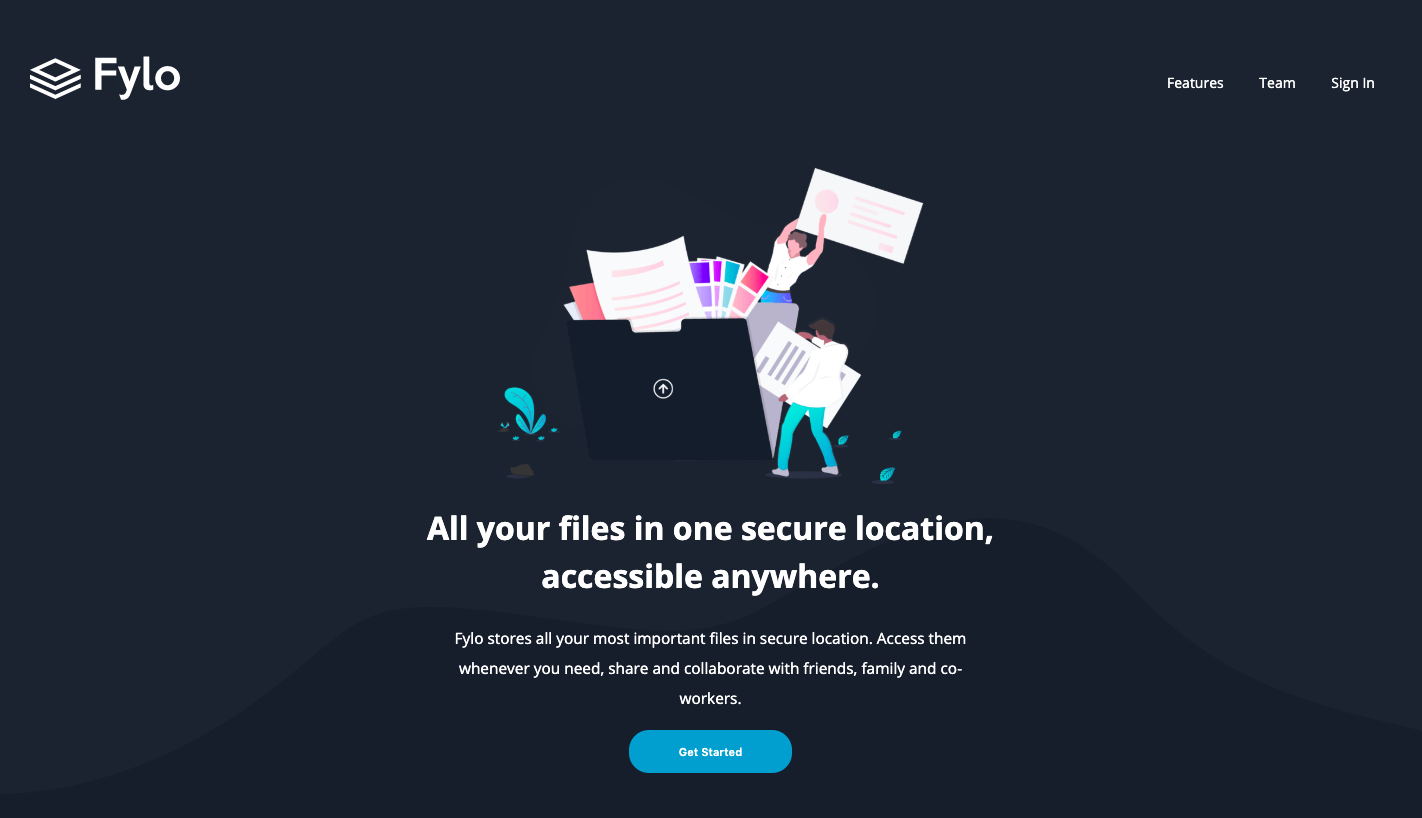 Fylo
Features
Team
Sign In
All your files in one secure location,
accessible anywhere.
Fylo stores all your most important files in secure location. Access them
whenever you need, share and collaborate with friends, family and co-
workers.
Get Started